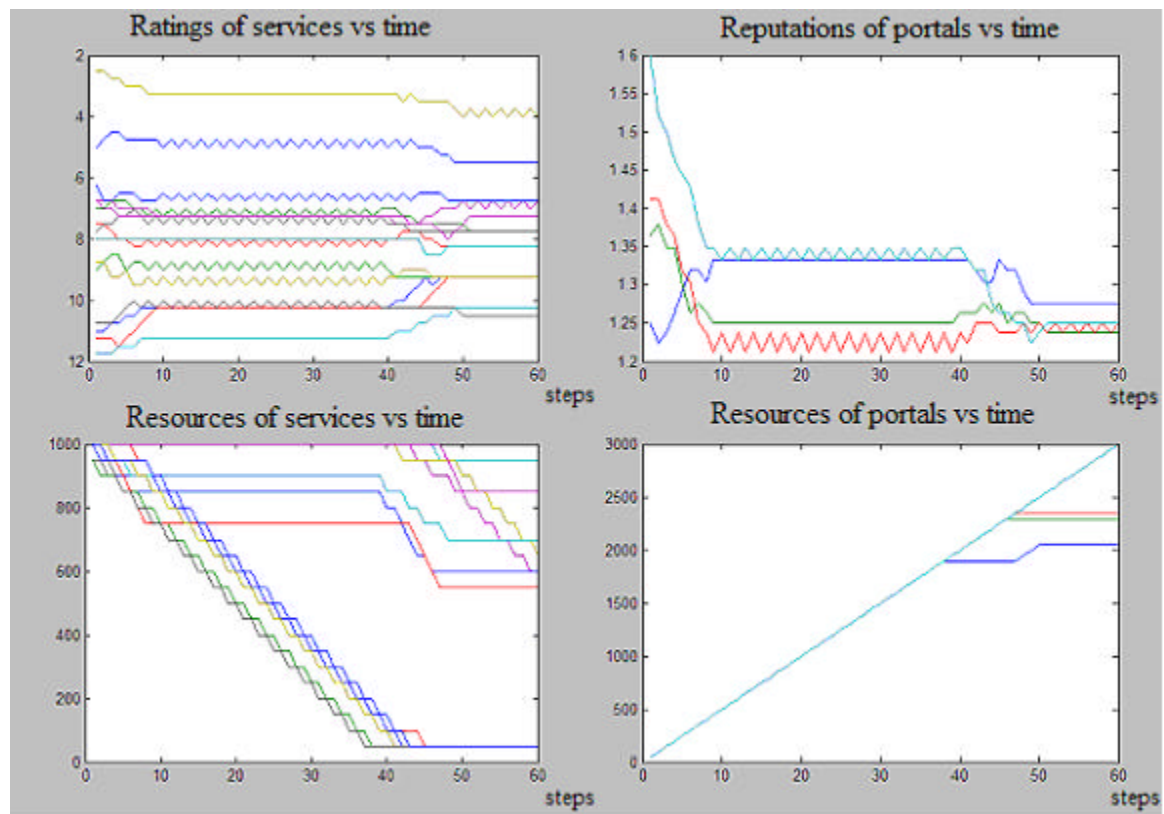 Ratings of services vs time
2
4
6
8
10
12
0 10 20 30 40 50 60
steps
Reputations of portals vs time
1.6
1.55
1.5
1.45
1.4
1.35
1.3
1.25
1.2
0 10 20 30 40 50 60
steps
Resources of services vs time
1000
800
600
400
200
0
0 10 20 30 40 50 60
steps
Resources of portals vs time
3000
2500
2000
1500
1000
500
0
0 10 20 30 40 50 60
steps